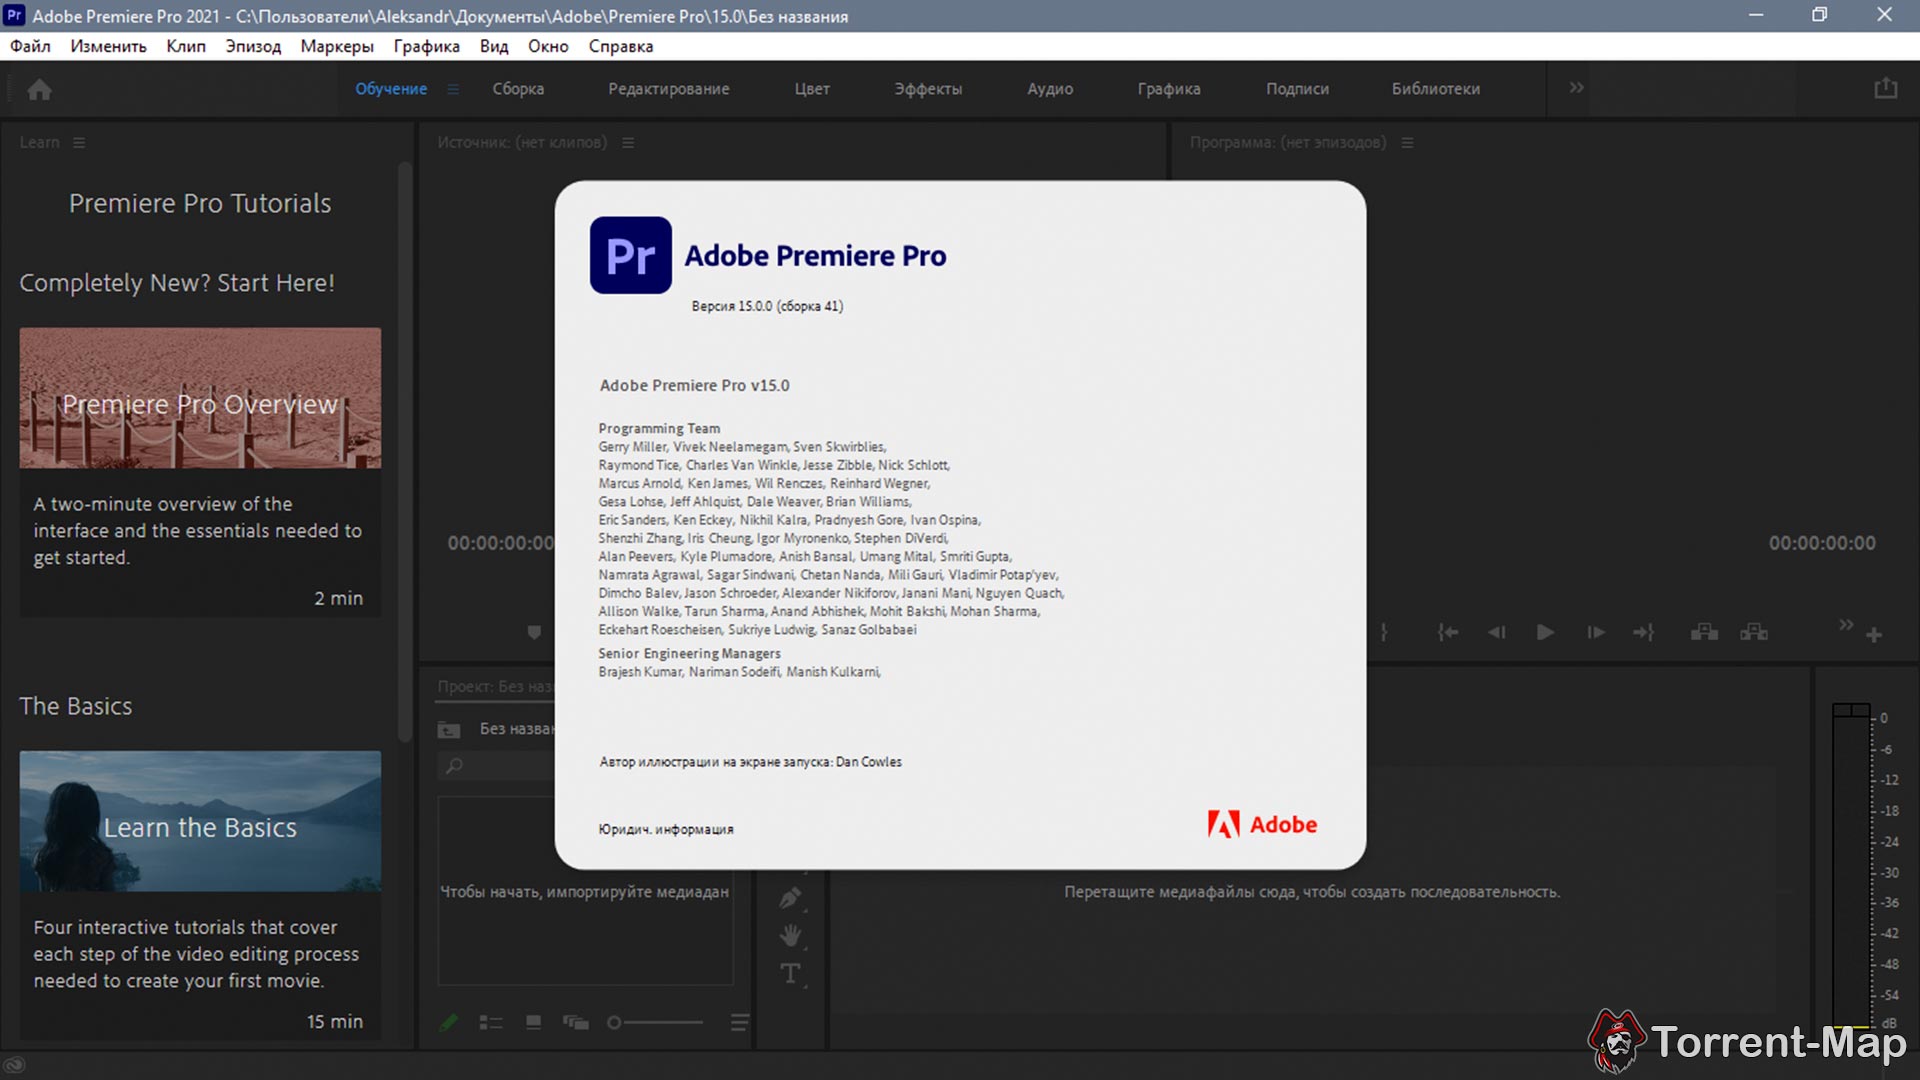 Adobe Premiere Pro 2021 - C:\Пользователи\Aleksandr\Документы\Adobe\Premiere Pro\15.0\Без названия
Файл Изменить Клип Эпизод Маркеры Графика Вид Окно Справка
Обучение Сборка Редактирование Цвет Эффекты Аудио Графика Подписи Библиотеки
Learn
Источник: (нет клипов)
Программа: (нет эпизодов)
Premiere Pro Tutorials
Completely New? Start Here!
Premiere Pro Overview
A two-minute overview of the
interface and the essentials needed to
get started.
2 min
The Basics
Learn the Basics
Four interactive tutorials that cover
each step of the video editing process
needed to create your first movie.
15 min
Pr Adobe Premiere Pro
Версия 15.0.0 (сборка 41)
Adobe Premiere Pro v15.0
Programming Team
Gerry Miller, Vivek Neelamegam, Sven Skwirblies,
Raymond Tice, Charles Van Winkle, Jesse Zibble, Nick Schlott,
Marcus Arnold, Ken James, Wil Renczes, Reinhard Wegner,
Gesa Lohse, Jeff Ahlquist, Dale Weaver, Brian Williams,
Eric Sanders, Ken Eckey, Nikhil Kalra, Pradnyesh Gore, Ivan Ospina,
Shenzhi Zhang, Iris Cheung, Igor Myronenko, Stephen DiVerdi,
Alan Peevers, Kyle Plumadore, Anish Bansal, Umang Mital, Smriti Gupta,
Namrata Agrawal, Sagar Sindwani, Chetan Nanda, Mili Gauri, Vladimir Potap'yev,
Dimcho Balev, Jason Schroeder, Alexander Nikiforov, Janani Mani, Nguyen Quach,
Allison Walke, Tarun Sharma, Anand Abhishek, Mohit Bakshi, Mohan Sharma,
Eckehart Roescheisen, Sukriye Ludwig, Sanaz Golbabaei
Senior Engineering Managers
Brajesh Kumar, Nariman Sodeifi, Manish Kulkarni,
Автор иллюстрации на экране запуска: Dan Cowles
Юридич. информация
Adobe
00:00:00:00
00:00:00:00
Проект: Без наз
Без назва
Чтобы начать, импортируйте медиадан
T
Перетащите медиафайлы сюда, чтобы создать последовательность.
0
-6
-12
-18
-24
-30
-36
-42
-48
-54
dB
Torrent-Map